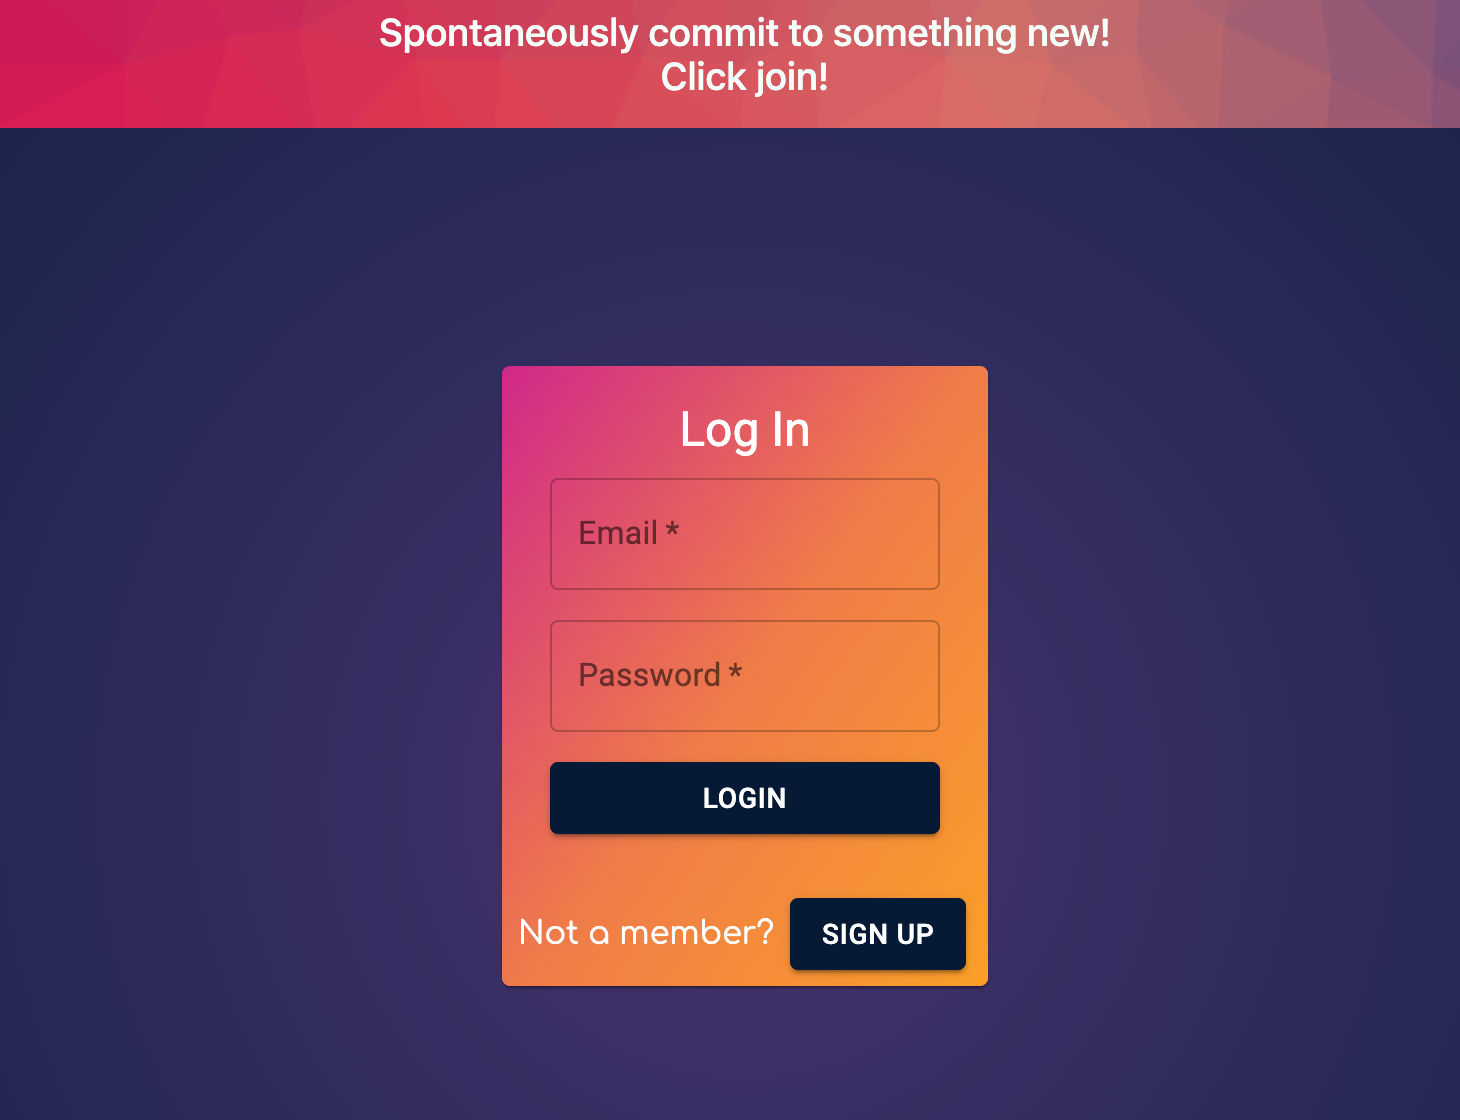 Spontaneously commit to something new!
Click join!
Log In
Email *
Password *
LOGIN
Not a member? SIGN UP